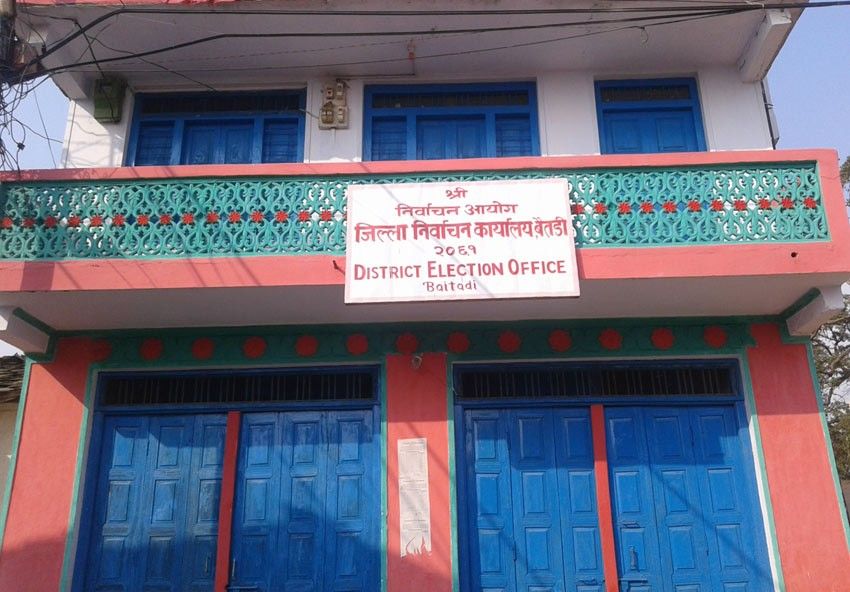 श्री
निर्वाचन आयोग
जिल्ला निर्वाचन कार्यालय,बैतडी
२०६१
DISTRICT ELECTION OFFICE
Baitadi